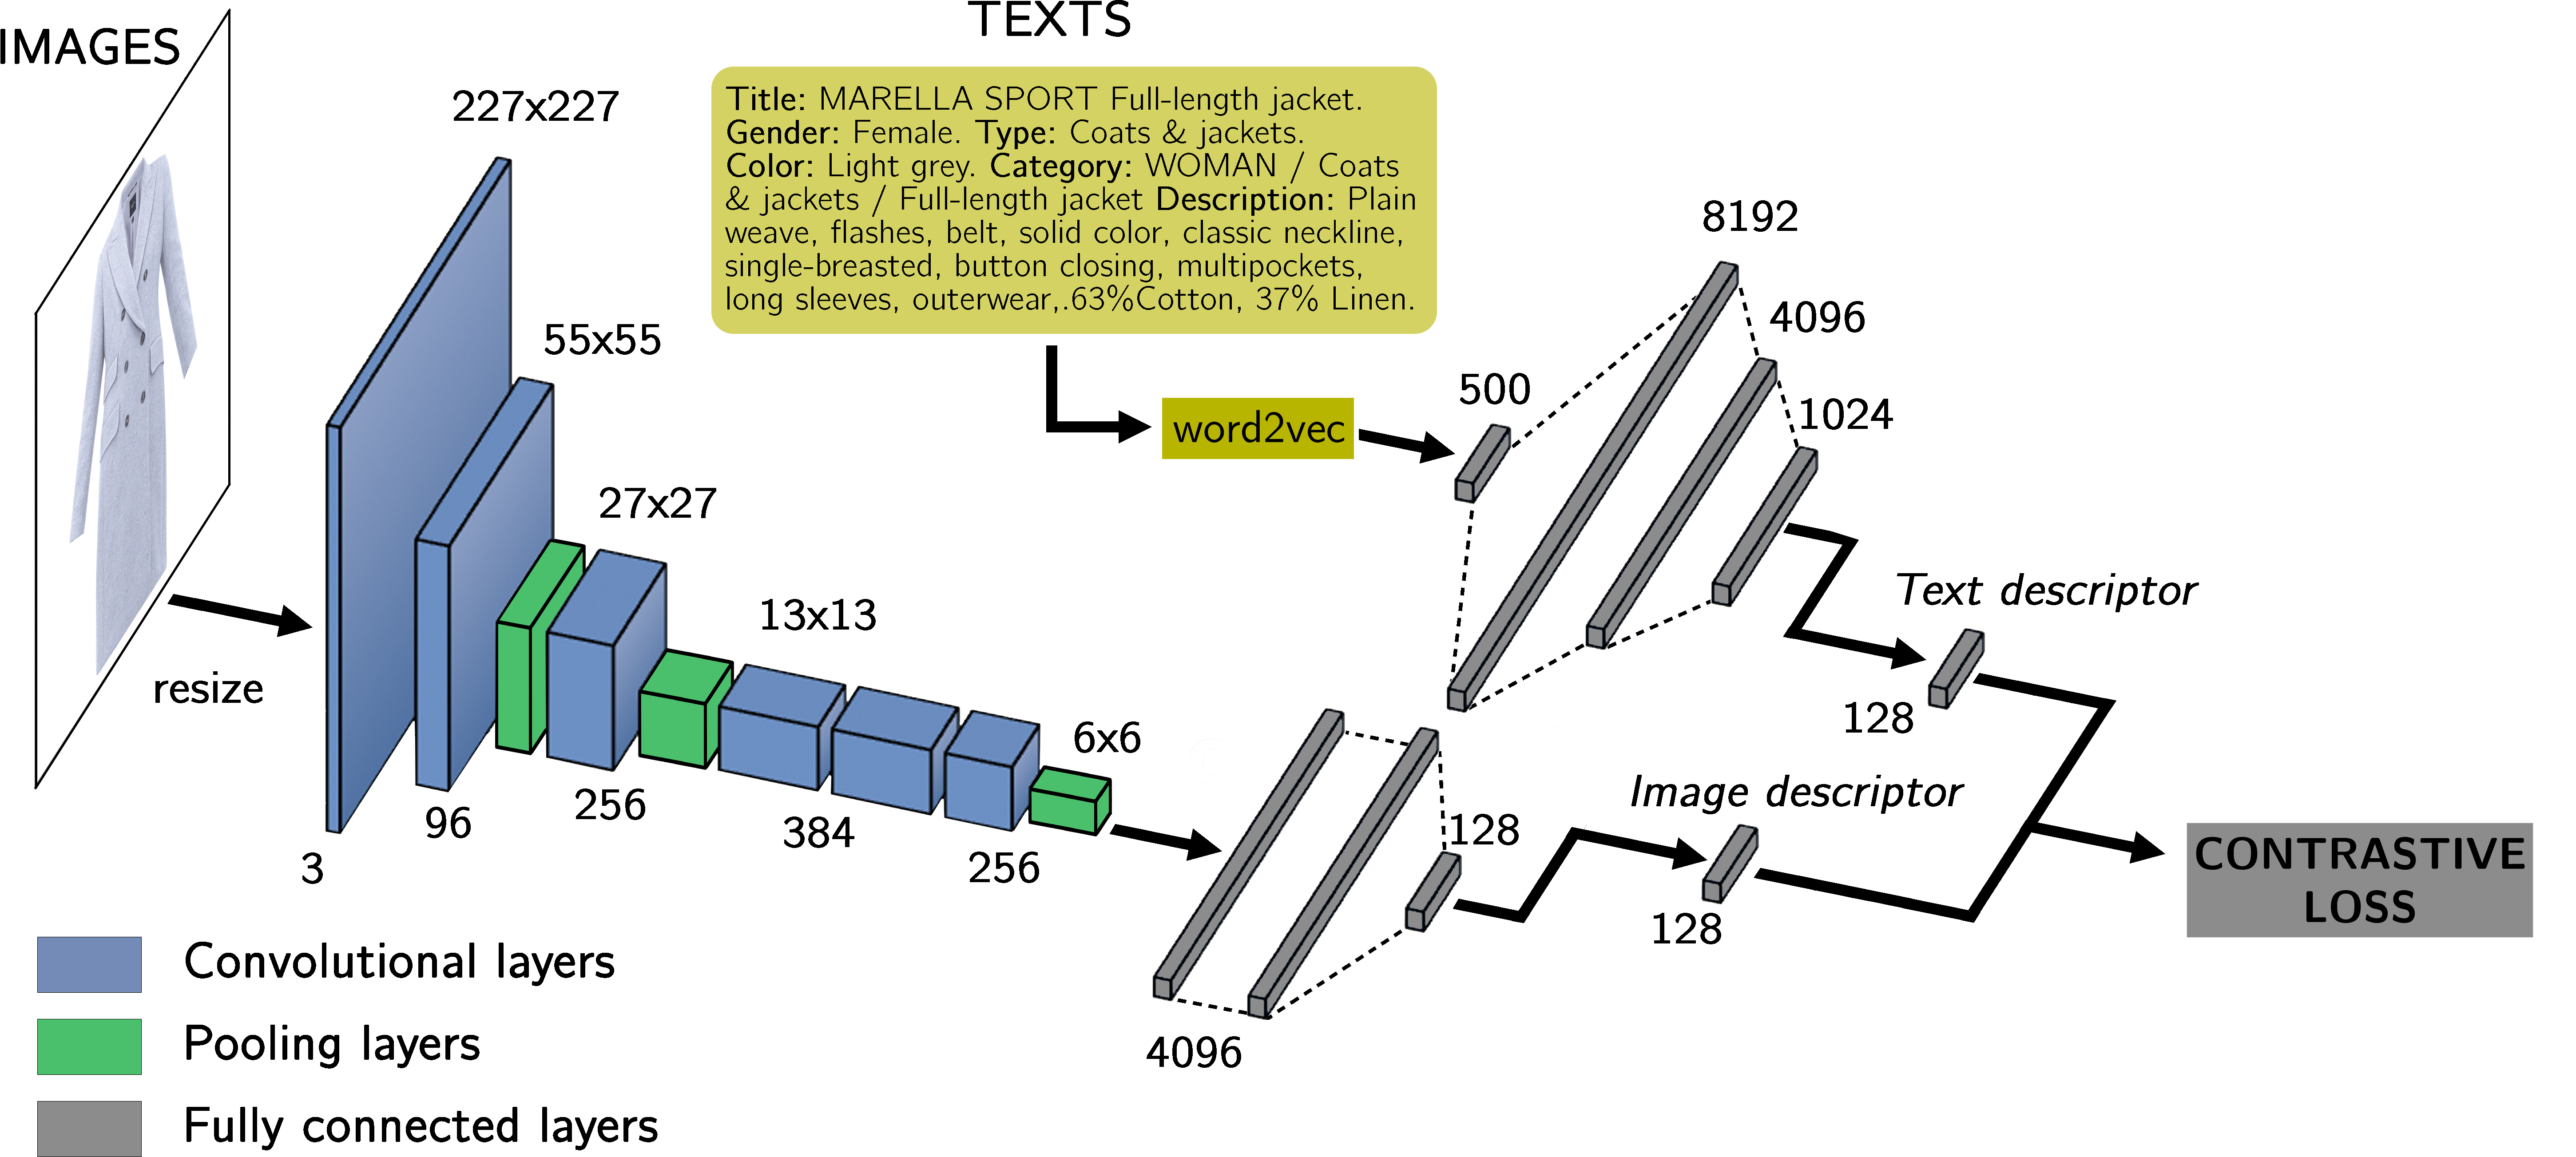 IMAGES
TEXTS
Title: MARELLA SPORT Full-length jacket.
Gender: Female. Type: Coats & jackets.
Color: Light grey. Category: WOMAN / Coats
& jackets / Full-length jacket Description: Plain
weave, flashes, belt, solid color, classic neckline,
single-breasted, button closing, multipockets,
long sleeves, outerwear,.63%Cotton, 37% Linen.
227x227
55x55
27x27
13x13
6x6
resize
3
96
256
384
256
word2vec
500
8192
4096
1024
Text descriptor
128
4096
128
Image descriptor
128
CONTRASTIVE
LOSS
Convolutional layers
Pooling layers
Fully connected layers